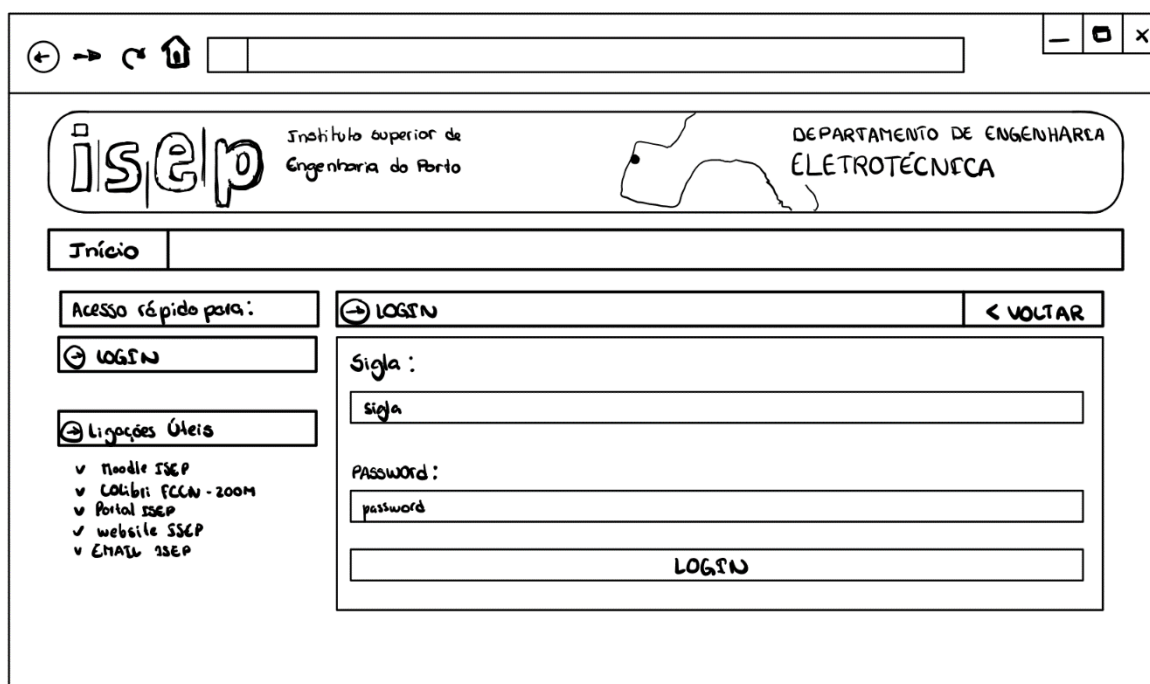 isep
Instituto Superior de
Engenharia do Porto
DEPARTAMENTO DE ENGENHARIA
ELETROTÉCNICA
Início
Acesso rápido para:
LOGIN
Ligações Úteis
Moodle ISEP
COLibri FCCN - ZOOM
Portal ISEP
website ISEP
EMAIL ISEP
LOGIN
< VOLTAR
Sigla:
sigla
PASSWORd:
password
LOGIN